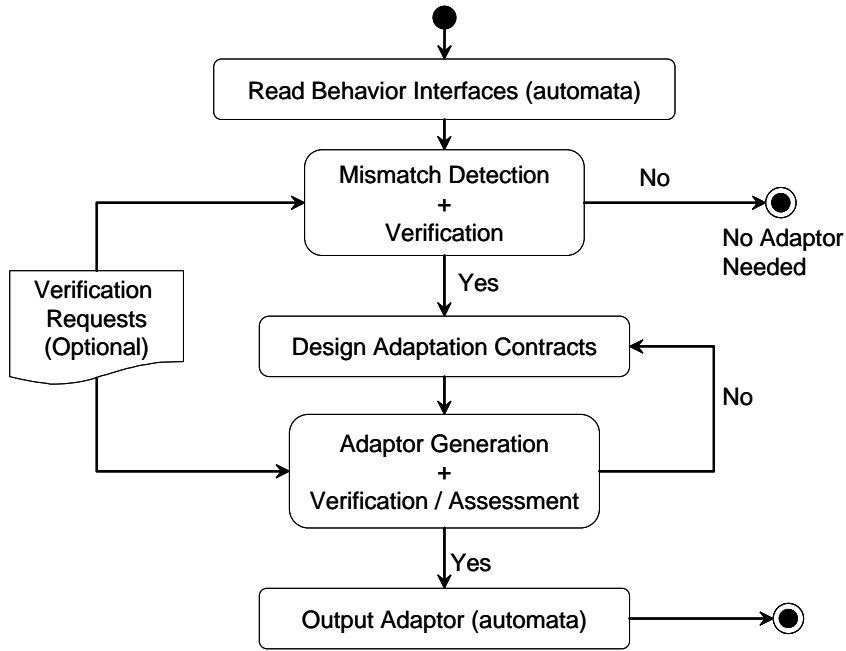 Read Behavior Interfaces (automata)
Mismatch Detection
+
Verification
No
No Adaptor
Needed
Yes
Verification
Requests
(Optional)
Design Adaptation Contracts
No
Adaptor Generation
+
Verification / Assessment
Yes
Output Adaptor (automata)